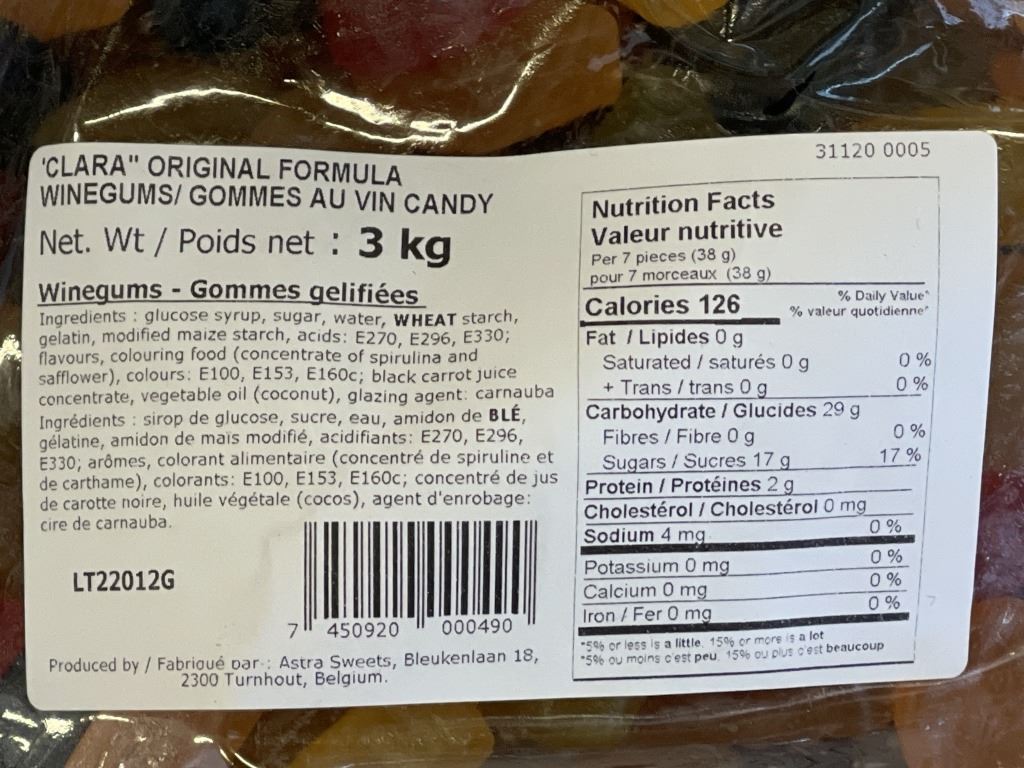 31120 0005
'CLARA" ORIGINAL FORMULA
WINEGUMS/ GOMMES AU VIN CANDY
Net. Wt / Poids net : 3 kg
Winegums - Gommes gelifiées
Ingredients : glucose syrup, sugar, water, WHEAT starch,
gelatin, modified maize starch, acids: E270, E296, E330;
flavours, colouring food (concentrate of spirulina and
safflower), colours: E100, E153, E160c; black carrot juice
concentrate, vegetable oil (coconut), glazing agent: carnauba
Ingrédients : sirop de glucose, sucre, eau, amidon de BLÉ,
gélatine, amidon de maïs modifié, acidifiants: E270, E296,
E330; arômes, colorant alimentaire (concentré de spiruline et
de carthame), colorants: E100, E153, E160c; concentré de jus
de carotte noire, huile végétale (cocos), agent d'enrobage:
cire de carnauba.
LT22012G
7 450920 000490
Produced by / Fabriqué par : Astra Sweets, Bleukenlaan 18,
2300 Turnhout, Belgium.
Nutrition Facts
Valeur nutritive
Per 7 pieces (38 g)
pour 7 morceaux (38 g)
Calories 126
% Daily Value*
% valeur quotidienne*
Fat / Lipides 0 g
Saturated / saturés 0 g 0 %
+ Trans / trans 0 g 0 %
Carbohydrate / Glucides 29 g
Fibres / Fibre 0 g 0 %
Sugars / Sucres 17 g 17 %
Protein / Protéines 2 g
Cholestérol / Cholestérol 0 mg
Sodium 4 mg 0 %
Potassium 0 mg 0 %
Calcium 0 mg 0 %
Iron / Fer 0 mg 0 %
*5% or less is a little, 15% or more is a lot
*5% ou moins c'est peu, 15% ou plus c'est beaucoup